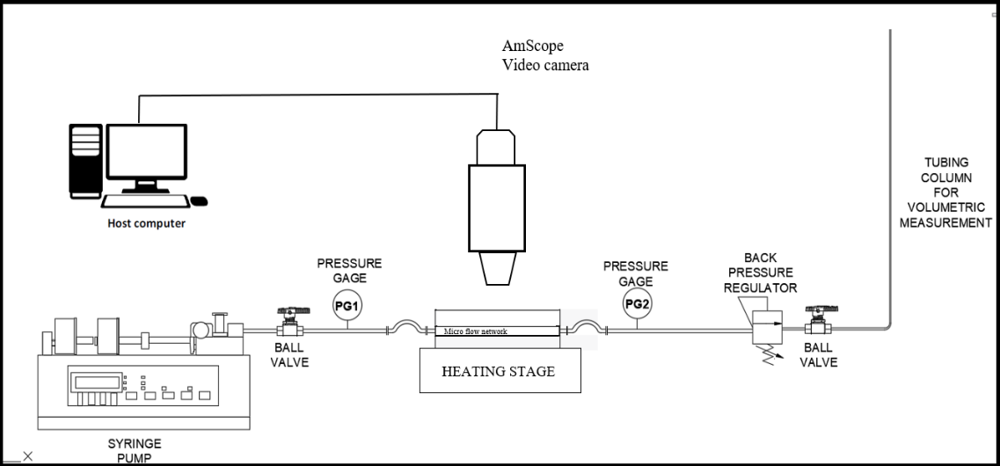 AmScope
Video camera
Host computer
TUBING
COLUMN
FOR
VOLUMETRIC
MEASUREMENT
PRESSURE
GAGE
PG1
PRESSURE
GAGE
PG2
BACK
PRESSURE
REGULATOR
Micro flow network
HEATING STAGE
BALL
VALVE
BALL
VALVE
SYRINGE
PUMP
X